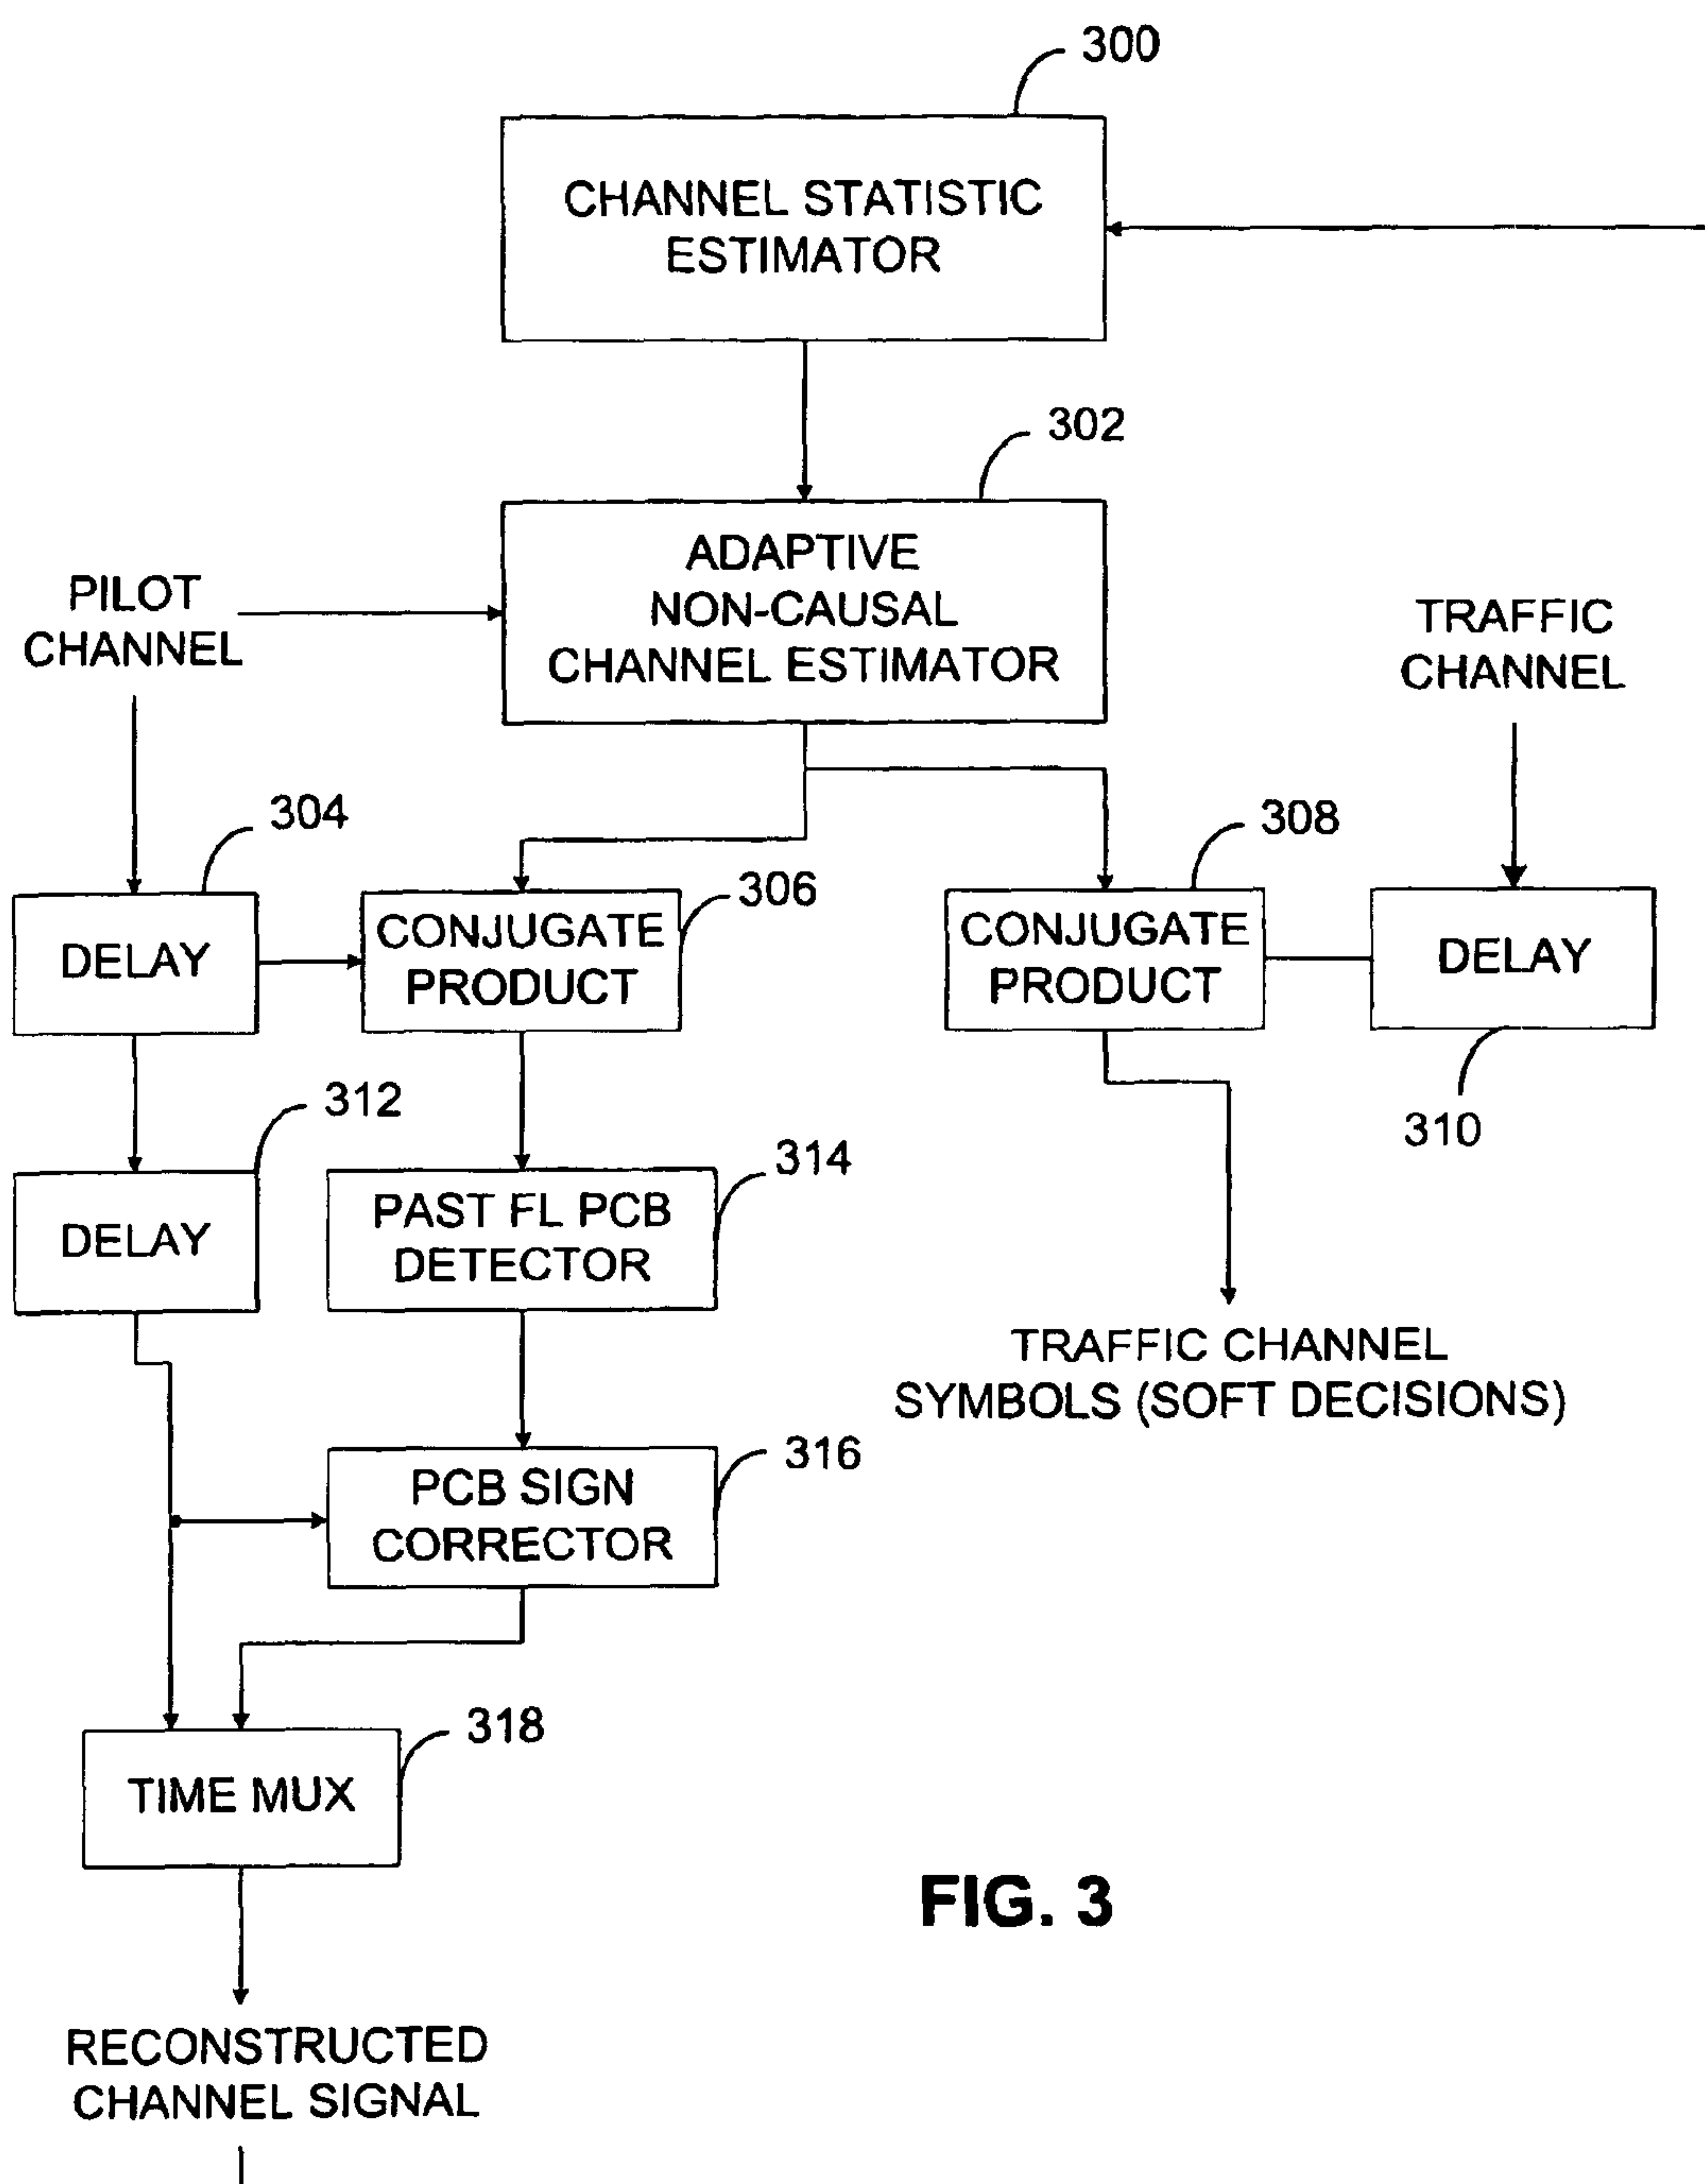 300
CHANNEL STATISTIC
ESTIMATOR
302
ADAPTIVE
NON-CAUSAL
CHANNEL ESTIMATOR
PILOT
CHANNEL
TRAFFIC
CHANNEL
304
DELAY
306
CONJUGATE
PRODUCT
308
CONJUGATE
PRODUCT
DELAY
310
312
DELAY
314
PAST FL PCB
DETECTOR
TRAFFIC CHANNEL
SYMBOLS (SOFT DECISIONS)
316
PCB SIGN
CORRECTOR
318
TIME MUX
FIG. 3
RECONSTRUCTED
CHANNEL SIGNAL